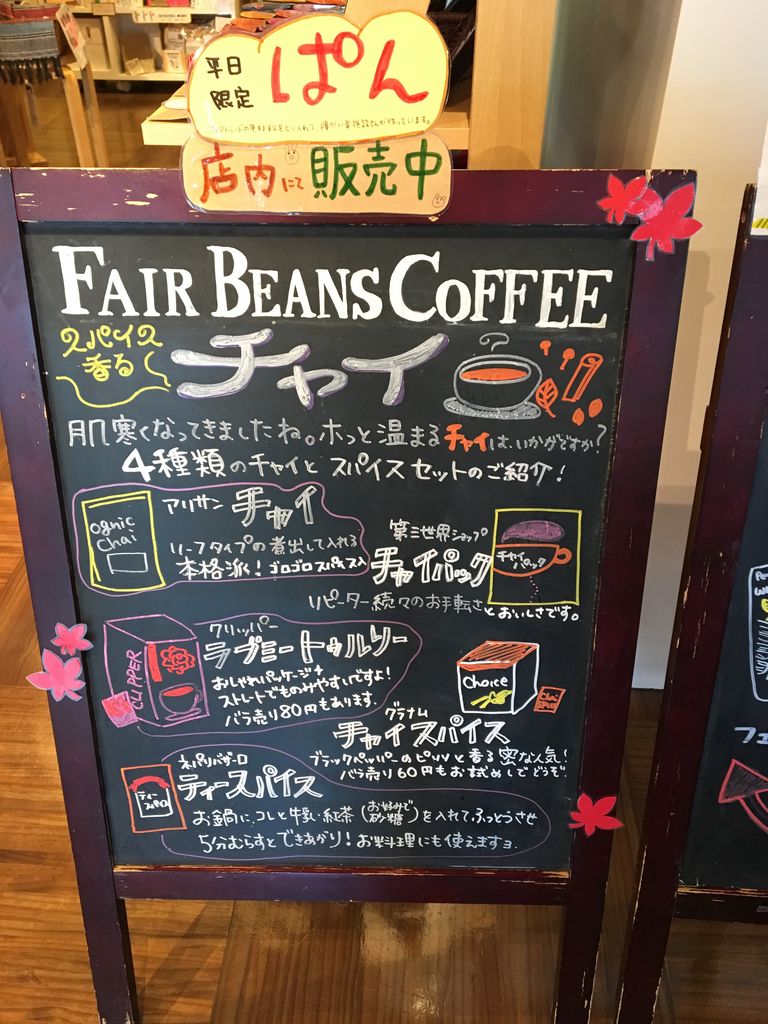 平日
限定
ぱん
店内にて販売中
FAIR BEANS COFFEE
スパイス
香る
チャイ
肌寒くなってきましたね。ホッと温まるチャイは、いかがですか?
4種類のチャイとスパイスセットのご紹介!
アリサン チャイ
Ognic
Chai
リーフタイプの煮出して入れる
本格派!ゴロゴロスパイス入
第三世界ショップ
チャイパック
チャイ
パック
リピーター続々のお手軽さとおいしさです。
クリッパー
ラブミートゥルリー
CLIPPER
おしゃれパッケージ♪
ストレートでものみやすいですよ!
バラ売り80円もあります。
Choice
グラナム
チャイスパイス
ブラックペッパーのピリリと香る密な人気!
バラ売り60円もお試しでどうぞ。
ネパリバザーロ
ティースパイス
ティー
お鍋に、コレと牛乳・紅茶(お好みで砂糖)を入れて、ふっとうさせ
5分むらすとできあがり!お料理にも使えますョ